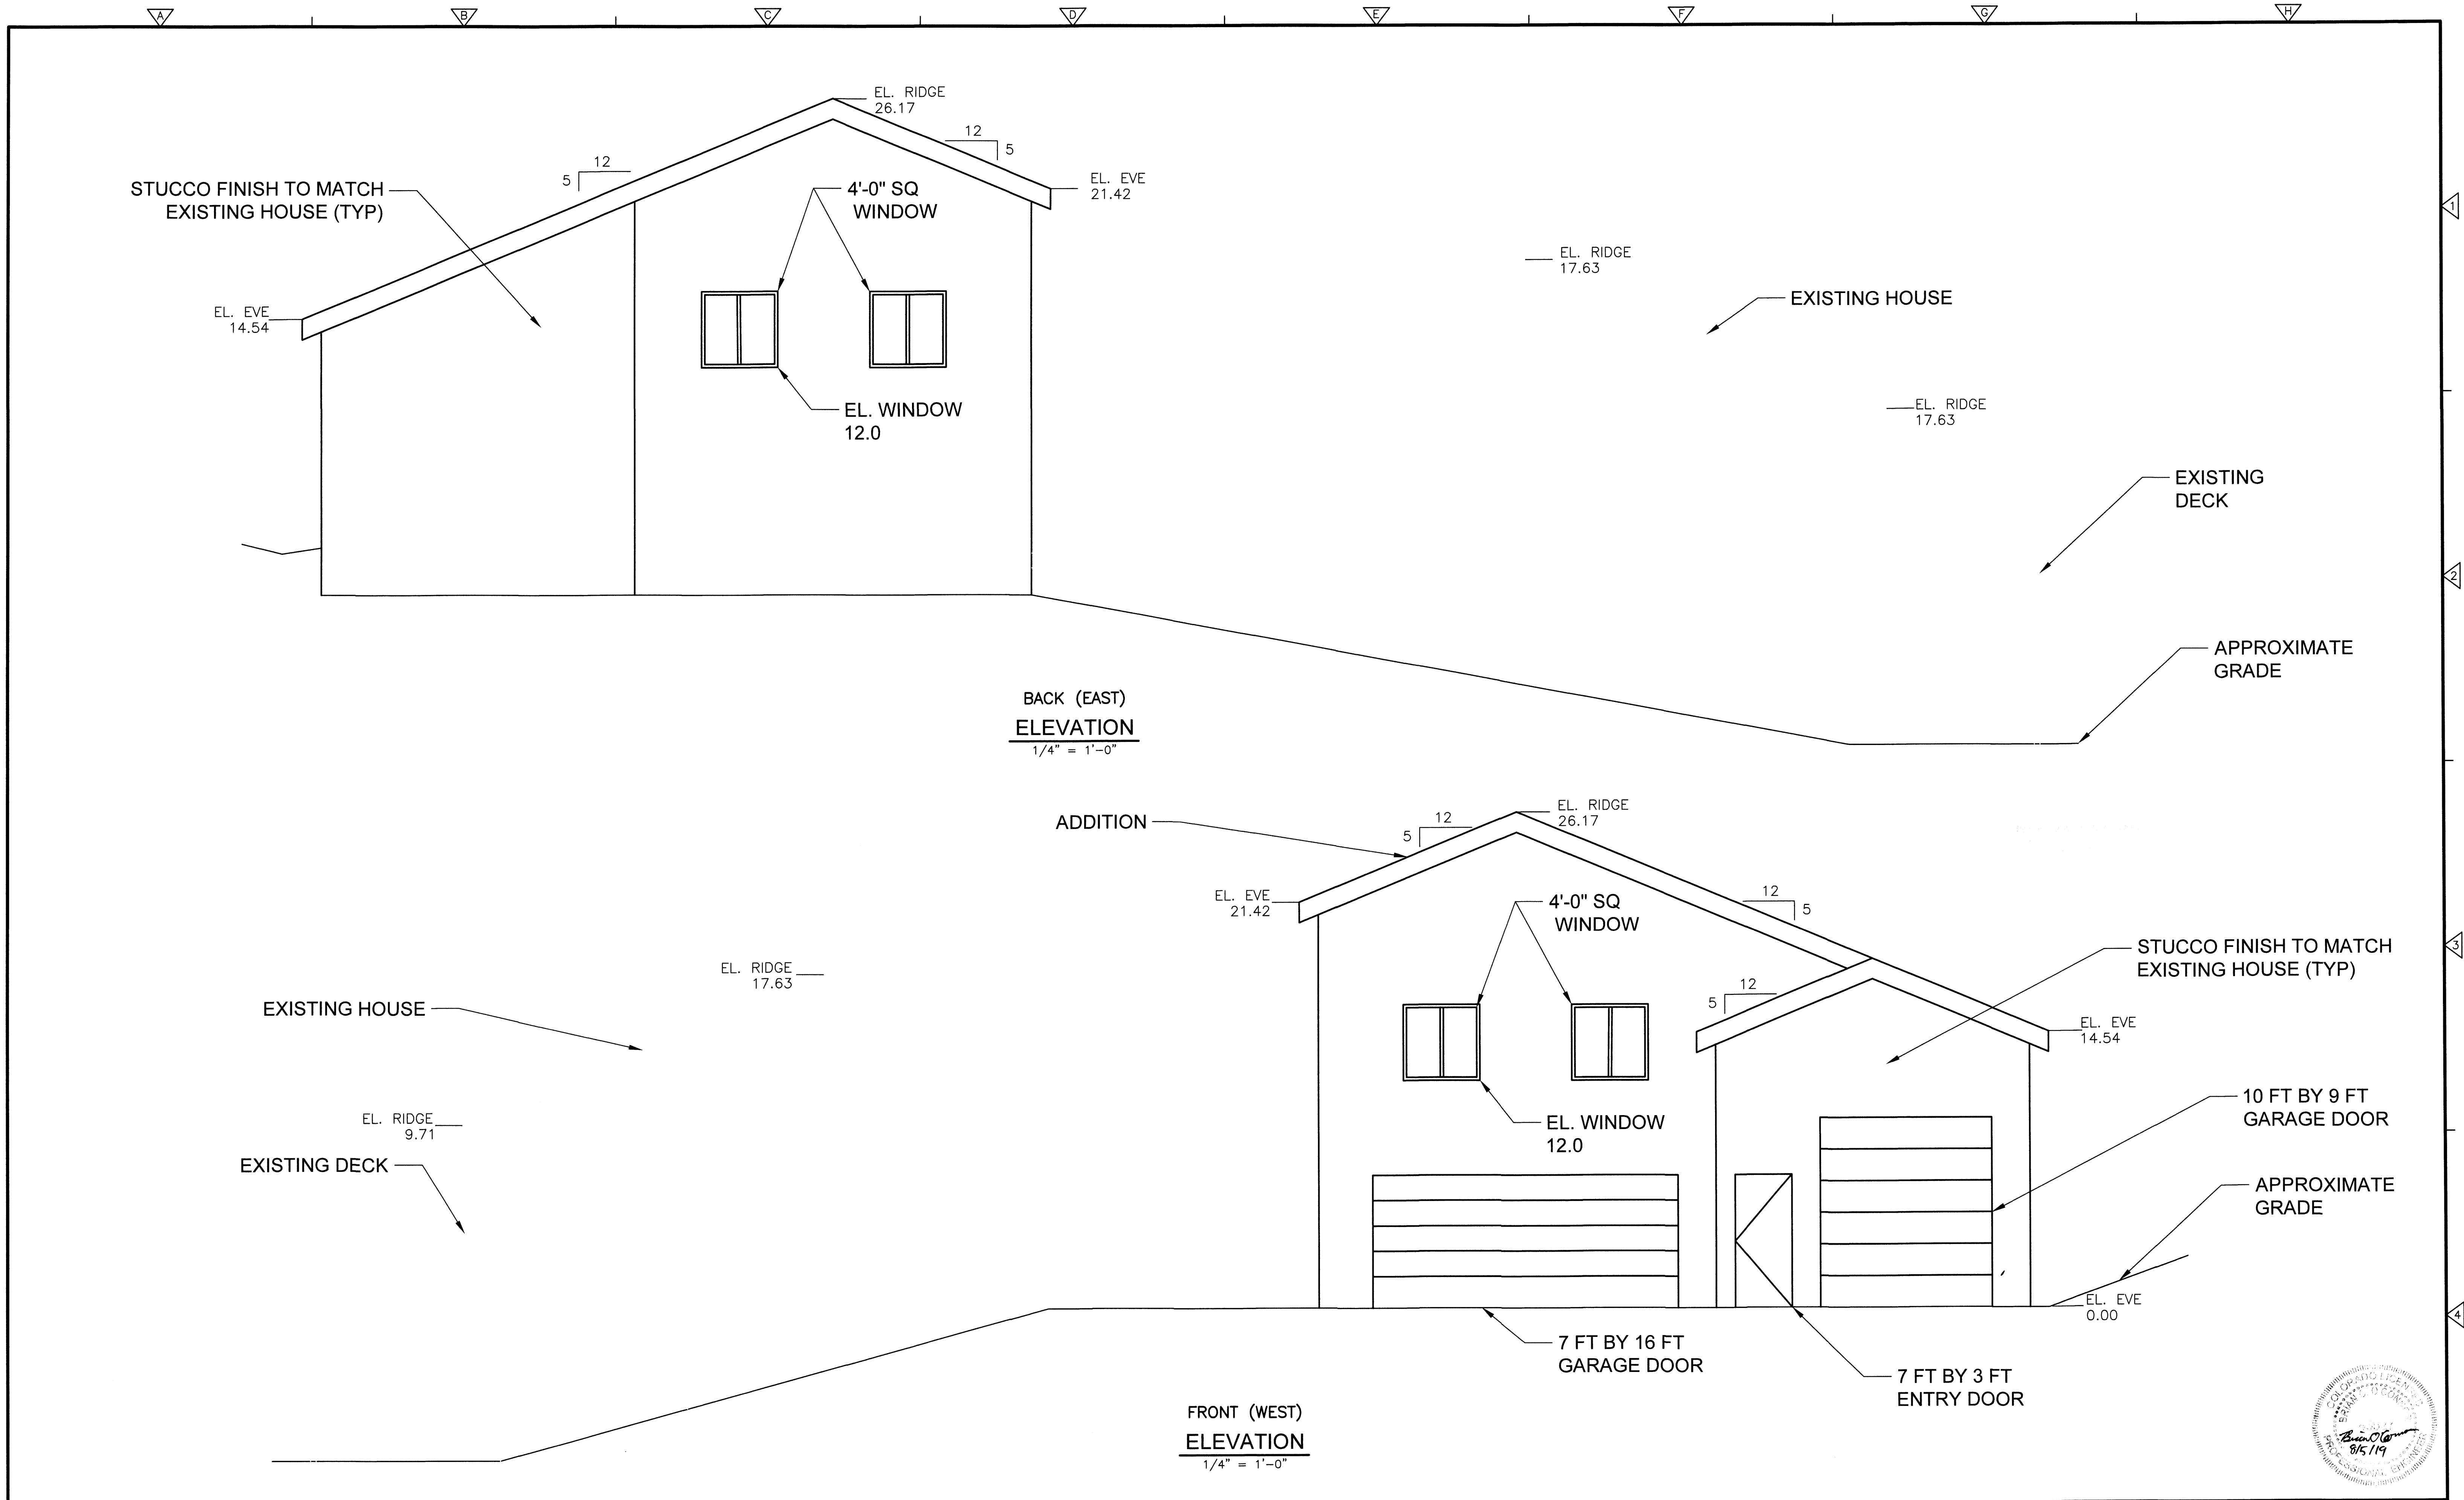 A B C D E F G H
EL. RIDGE
26.17
12
5
12
5
EL. EVE
21.42
STUCCO FINISH TO MATCH
EXISTING HOUSE (TYP)
4'-0" SQ
WINDOW
1
EL. RIDGE
17.63
EXISTING HOUSE
EL. EVE
14.54
EL. WINDOW
12.0
EL. RIDGE
17.63
EXISTING
DECK
2
APPROXIMATE
GRADE
BACK (EAST)
ELEVATION
1/4" = 1'-0"
ADDITION
12
5
EL. RIDGE
26.17
EL. EVE
21.42
4'-0" SQ
WINDOW
12
5
STUCCO FINISH TO MATCH
EXISTING HOUSE (TYP)
3
EL. RIDGE
17.63
EXISTING HOUSE
12
5
EL. EVE
14.54
EL. RIDGE
9.71
EXISTING DECK
EL. WINDOW
12.0
10 FT BY 9 FT
GARAGE DOOR
APPROXIMATE
GRADE
EL. EVE
0.00
4
7 FT BY 16 FT
GARAGE DOOR
7 FT BY 3 FT
ENTRY DOOR
FRONT (WEST)
ELEVATION
1/4" = 1'-0"
COLORADO LICENSED
PROFESSIONAL ENGINEER
8/5/19